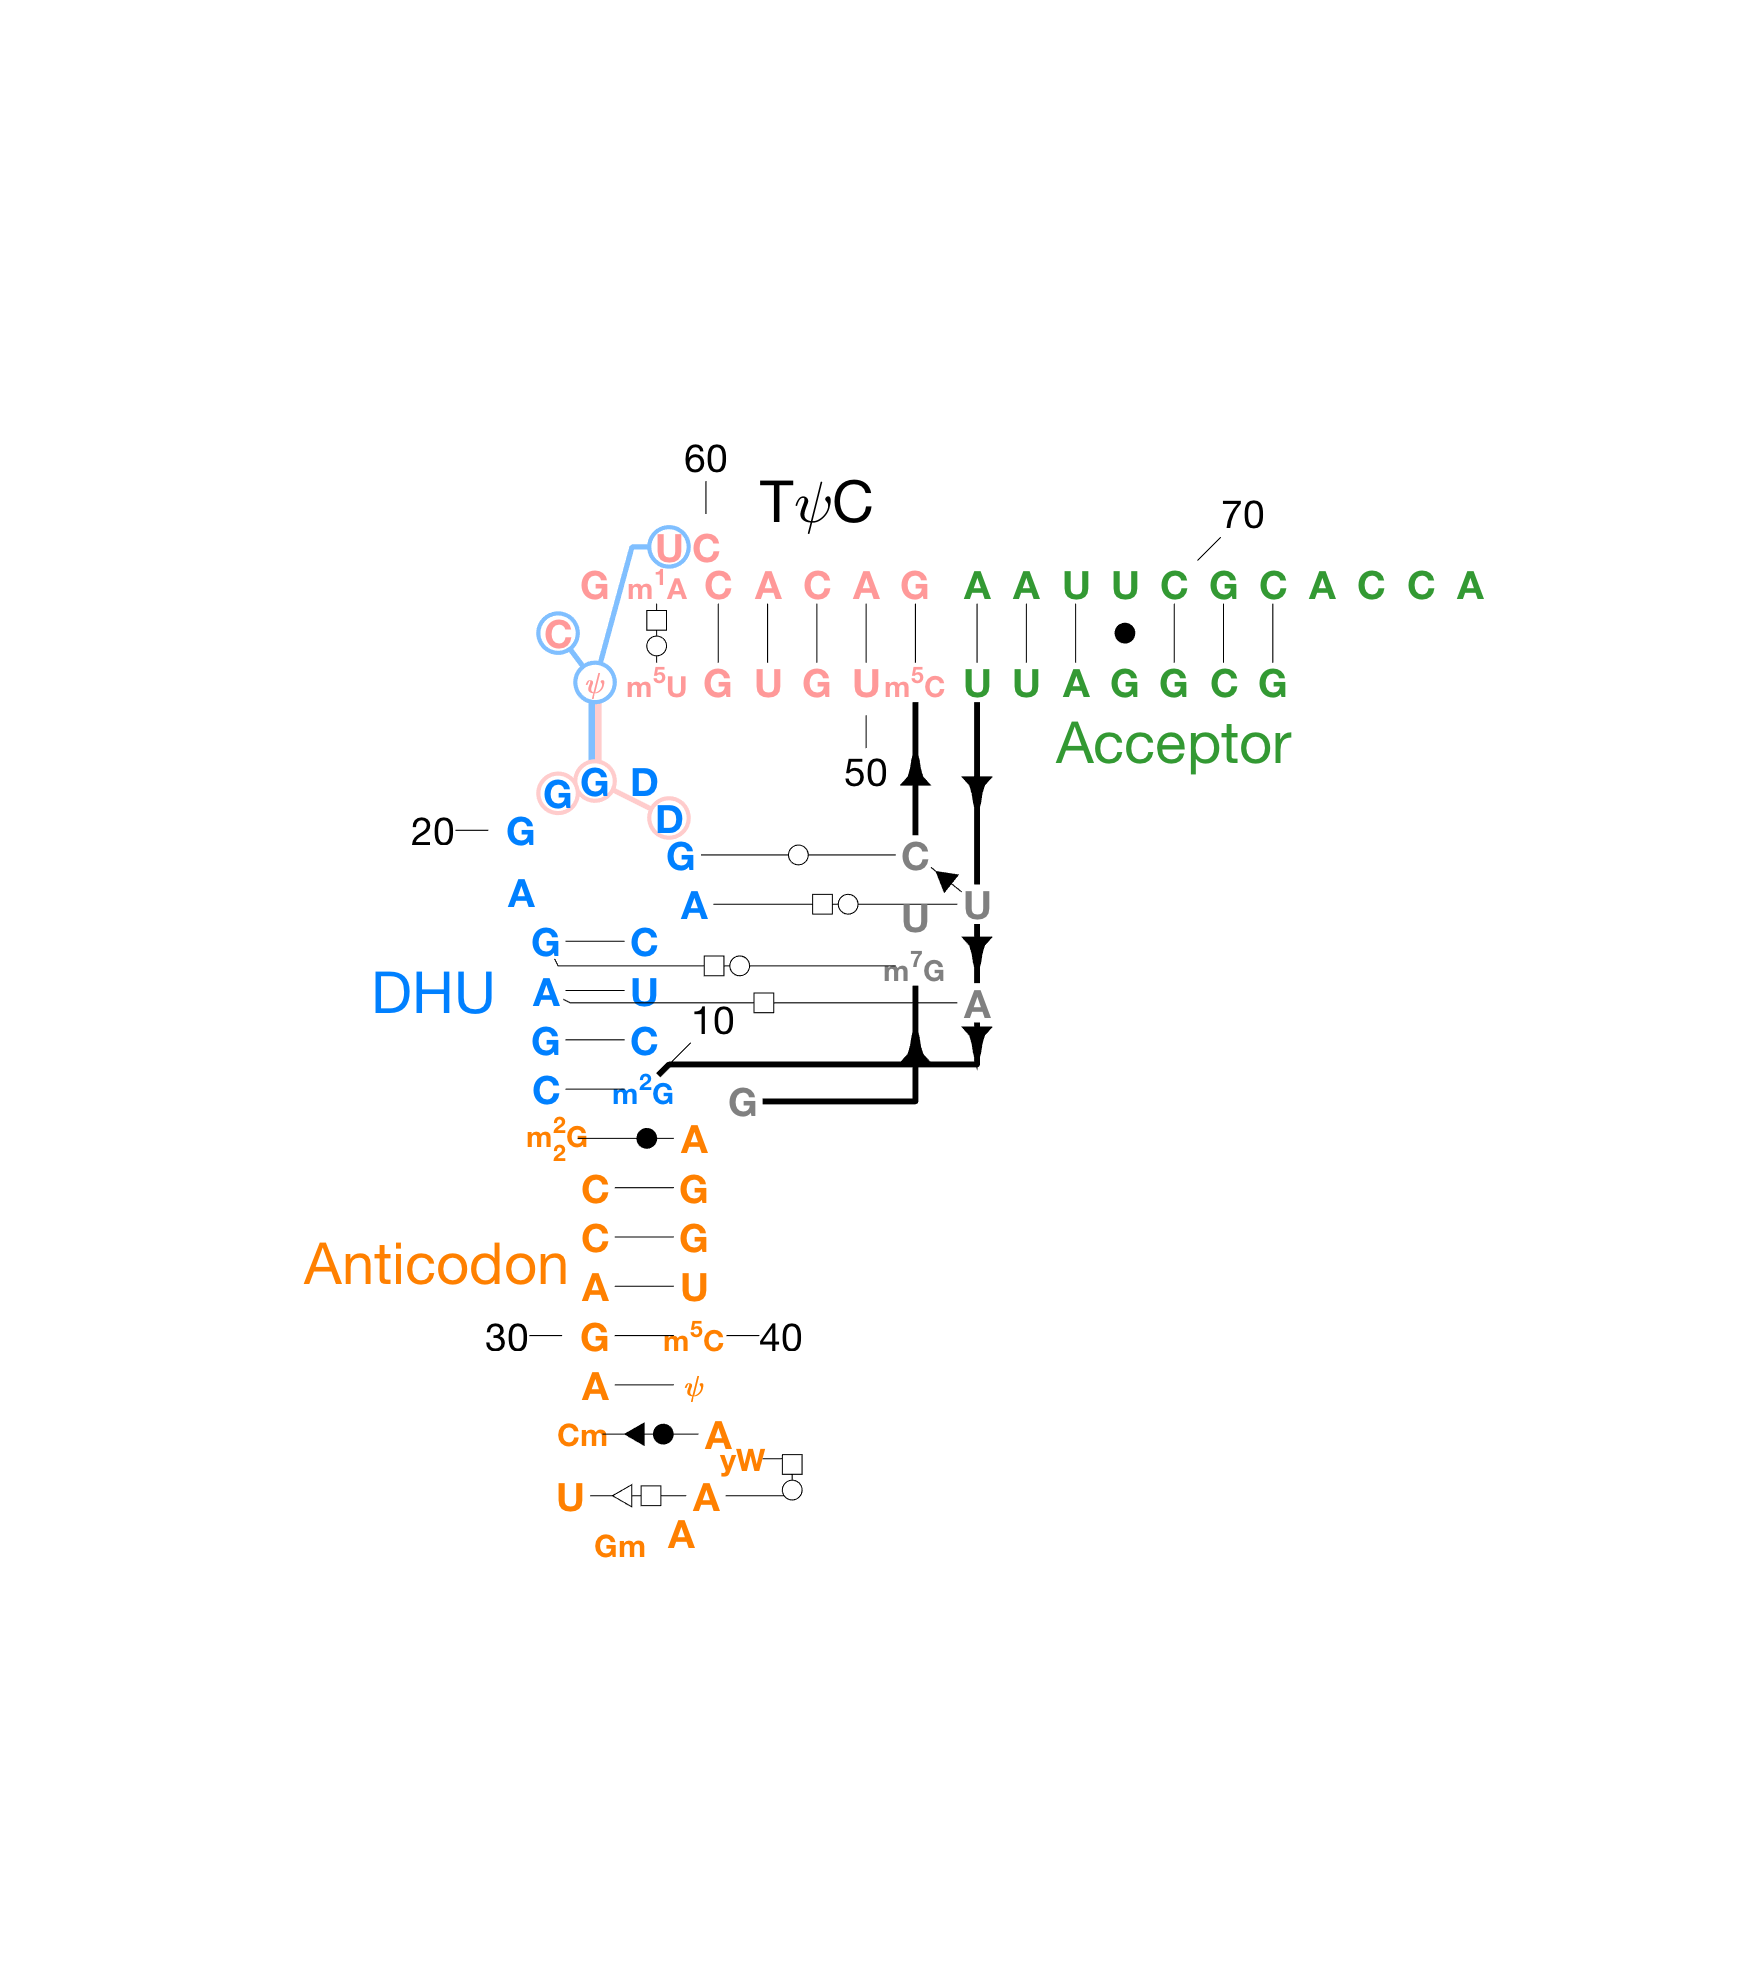 60
TψC
70
U C
G m¹A C A C A G A A U U C G C A C C A
C
ψ m⁵U G U G U m⁵C U U A G G C G
Acceptor
50
G G D
D
20 G
G C
A
A U U
G C
m⁷G
DHU A U
A
10
G C
C m²G
G
m²₂G A
C G
C G
Anticodon
A U
30 G m⁵C 40
A ψ
Cm A
yW
U A
Gm A